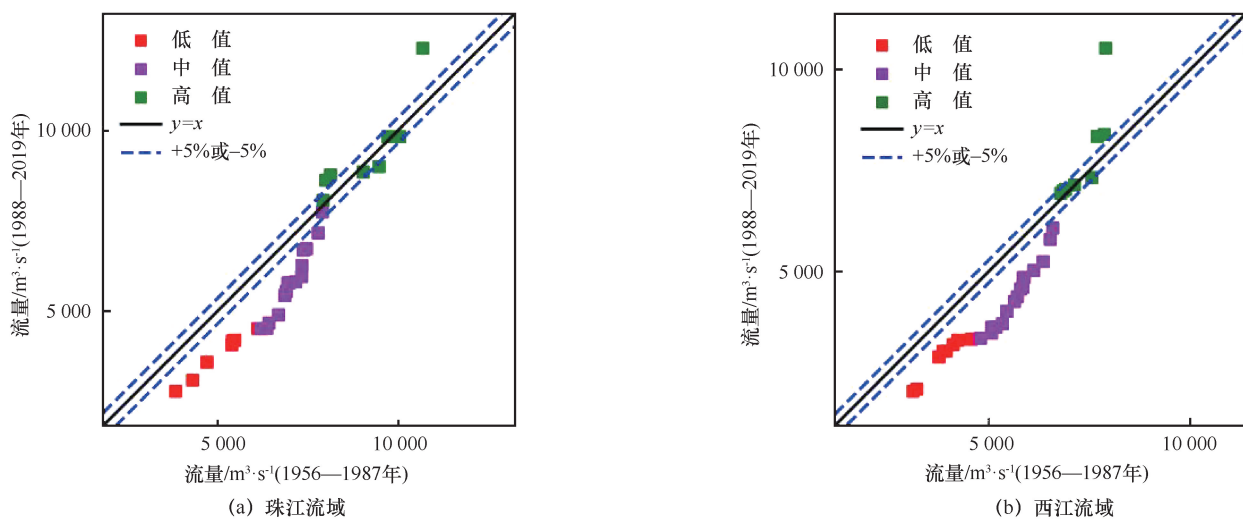 低 值
中 值
高 值
y=x
+5%或–5%
10 000
5 000
流量/m³·s⁻¹(1988—2019年)
5 000 10 000
流量/m³·s⁻¹(1956—1987年)
(a) 珠江流域
低 值
中 值
高 值
y=x
+5%或–5%
10 000
5 000
流量/m³·s⁻¹(1988—2019年)
5 000 10 000
流量/m³·s⁻¹(1956—1987年)
(b) 西江流域